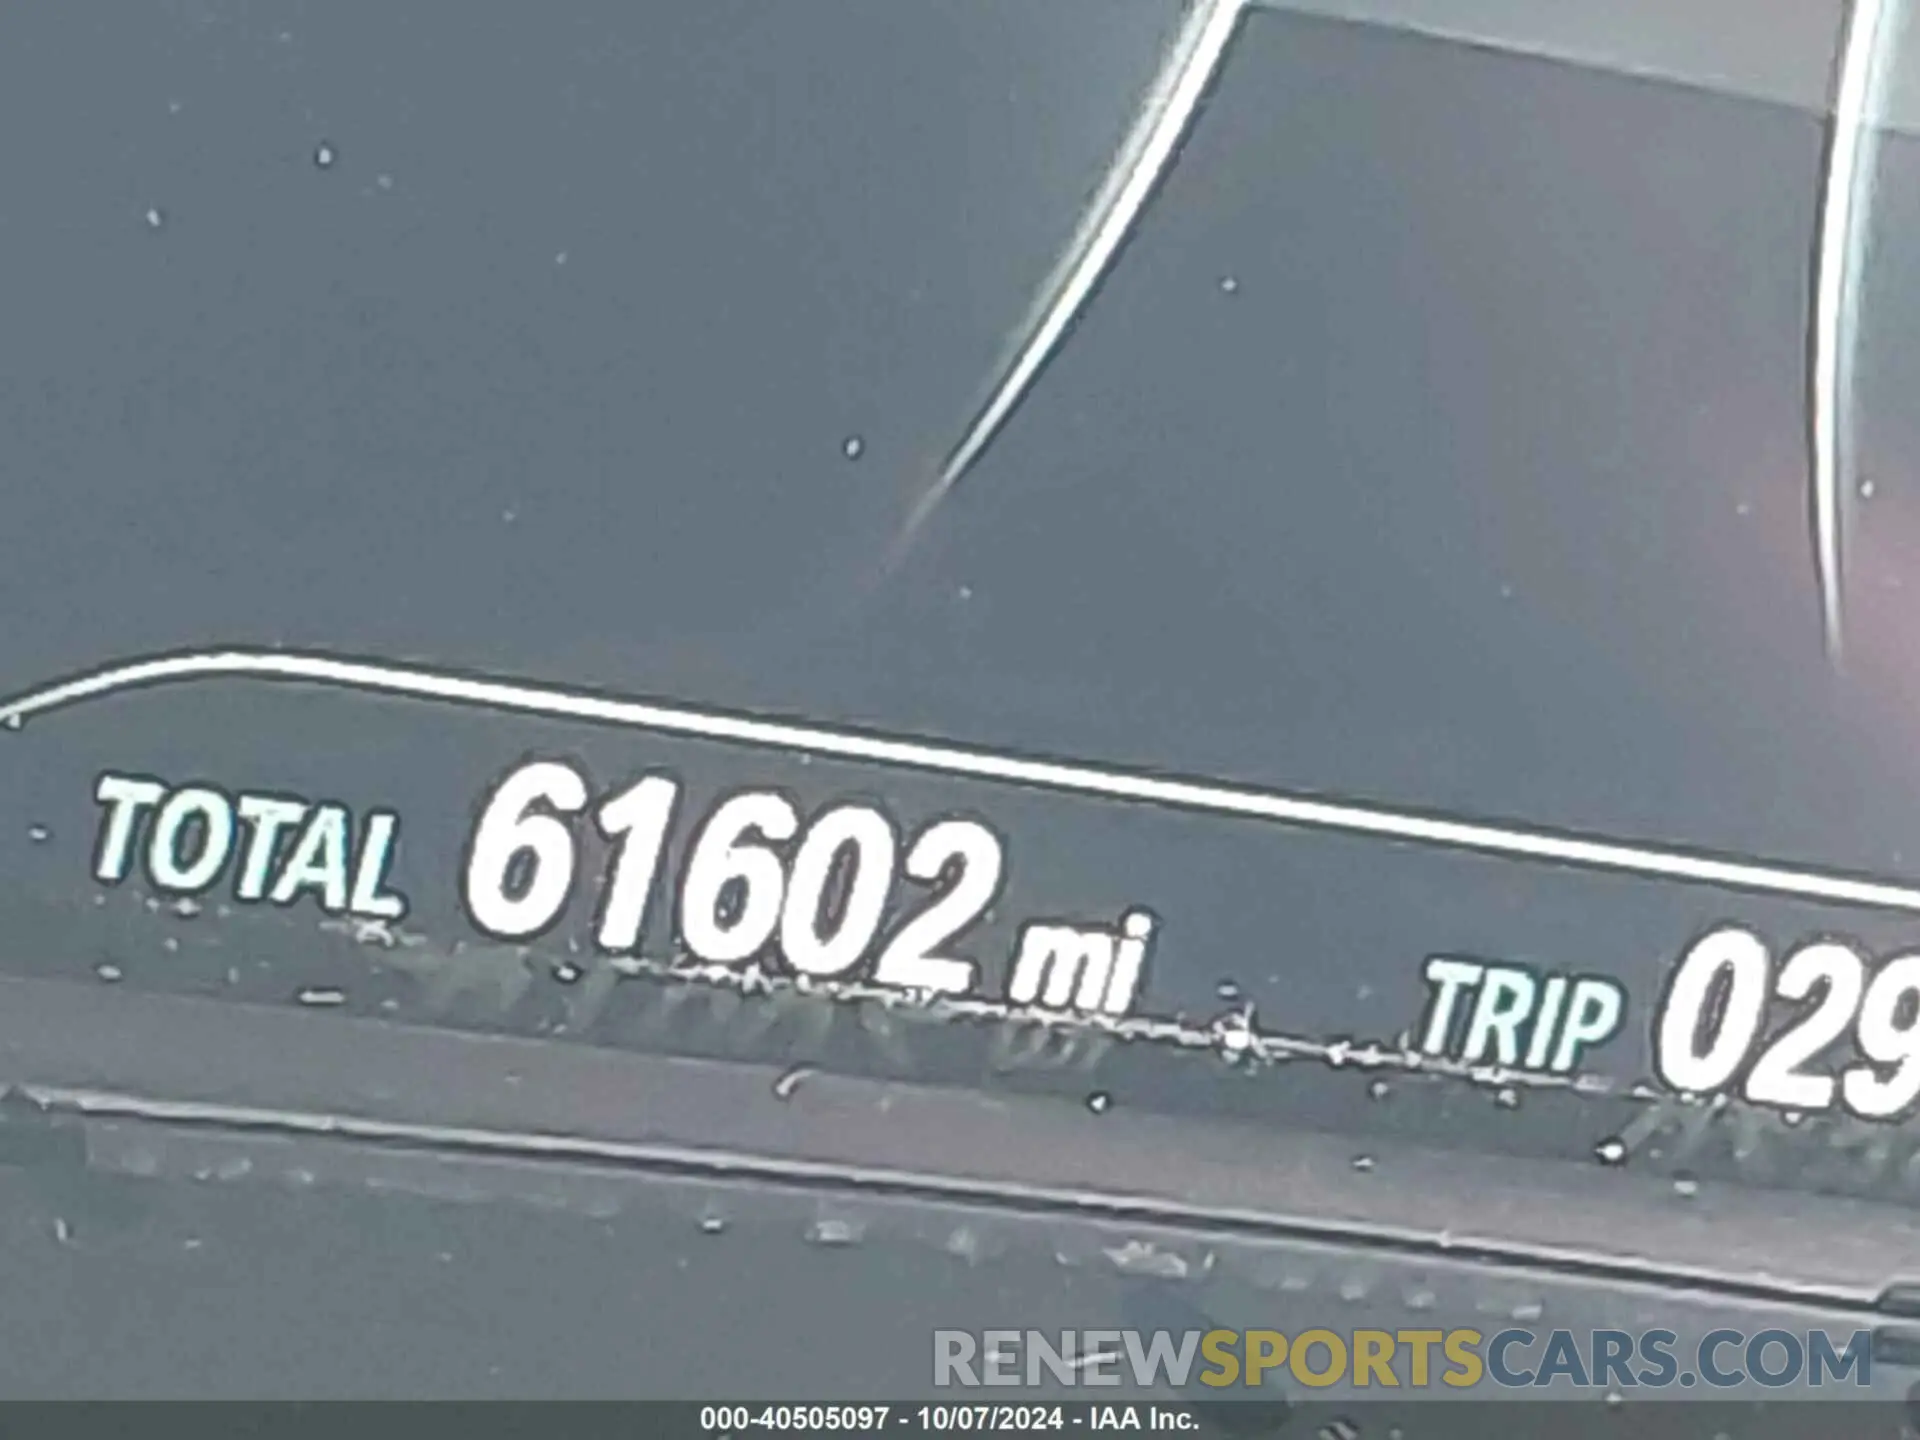 TOTAL 61602 mi TRIP 029
RENEWSPORTSCARS.COM
000-40505097 - 10/07/2024 - IAA Inc.